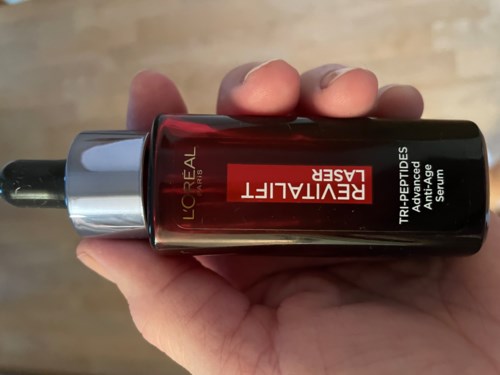 L'ORÉAL
PARIS
REVITALIFT
LASER
TRI-PEPTIDES
Advanced
Anti-Age
Serum